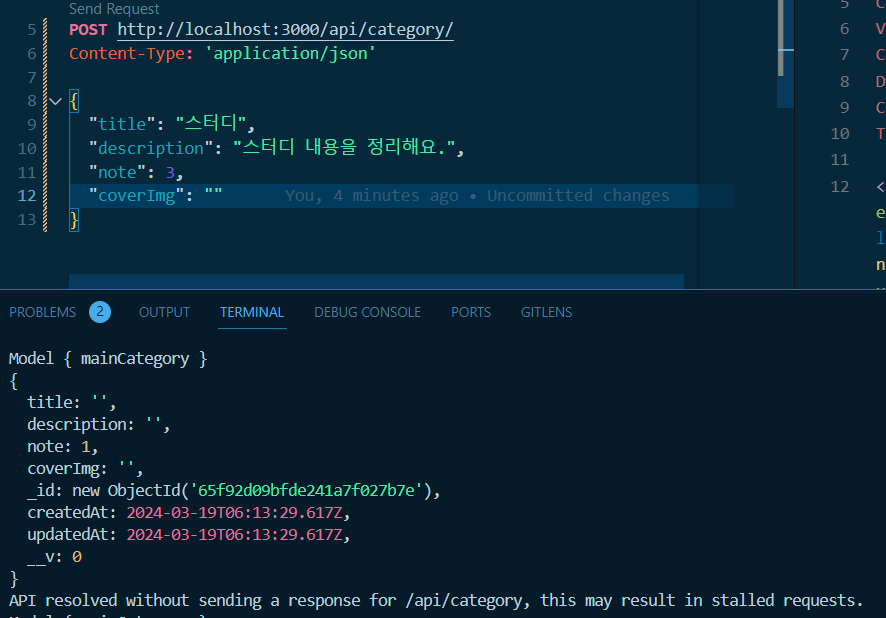 Send Request
5 POST http://localhost:3000/api/category/
6 Content-Type: 'application/json'
7
8 {
9 "title": "스터디",
10 "description": "스터디 내용을 정리해요.",
11 "note": 3,
12 "coverImg": "" You, 4 minutes ago • Uncommitted changes
13 }
5 C
6 V
7 C
8 D
9 C
10 T
11
12 <
e
l
n
PROBLEMS 2 OUTPUT TERMINAL DEBUG CONSOLE PORTS GITLENS
Model { mainCategory }
{
title: '',
description: '',
note: 1,
coverImg: '',
_id: new ObjectId('65f92d09bfde241a7f027b7e'),
createdAt: 2024-03-19T06:13:29.617Z,
updatedAt: 2024-03-19T06:13:29.617Z,
__v: 0
}
API resolved without sending a response for /api/category, this may result in stalled requests.